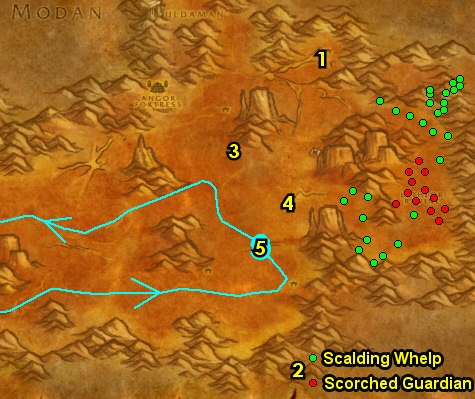 MODAN
ULDAMAN
1
ANGOR
FORTRESS
3
4
5
2
Scalding Whelp
Scorched Guardian